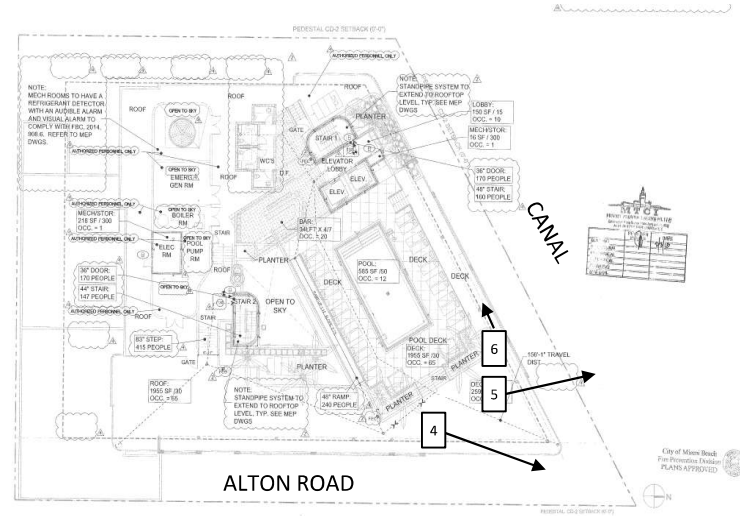 PEDESTAL CD-2 SETBACK (0'-0")
AUTHORIZED PERSONNEL ONLY
NOTE:
MECH ROOMS TO HAVE A
REFRIGERANT DETECTOR
WITH AN AUDIBLE ALARM
AND VISUAL ALARM TO
COMPLY WITH FBC, 2014,
REFER TO MEP
DWGS.
ROOF
OPEN TO SKY
ROOF
ROOF
NOTE:
STANDPIPE SYSTEM TO
EXTEND TO ROOFTOP
LEVEL, TYP. SEE MEP
DWGS
PLANTER
LOBBY:
150 SF / 15
OCC. = 10
MECH/STOR:
16 SF / 300
OCC. = 1
GATE
STAIR 1
AUTHORIZED PERSONNEL ONLY
OPEN TO SKY
EMERG.
GEN RM
ROOF
WC'S
D.F.
ELEVATOR
LOBBY
ELEV.
ELEV.
36" DOOR:
170 PEOPLE
48" STAIR:
160 PEOPLE
CANAL
MTCI
AUTHORIZED PERSONNEL ONLY
MECH/STOR:
218 SF / 300
OCC. = 1
AUTHORIZED PERSONNEL ONLY
OPEN TO SKY
BOILER
RM
STAIR
BAR:
34LFT X 4/7
OCC. = 20
ELEC
RM
OPEN TO SKY
POOL
PUMP
RM
PLANTER
ROOF
DECK
POOL:
585 SF /50
OCC. = 12
DECK
DECK
36" DOOR:
170 PEOPLE
44" STAIR:
147 PEOPLE
OPEN TO SKY
STAIR 2
OPEN TO
SKY
AUTHORIZED PERSONNEL ONLY
ROOF
83" STEP:
415 PEOPLE
GATE
POOL DECK
DECK:
1955 SF /30
OCC. = 65
PLANTER
6
100'-1" TRAVEL
DIST.
PLANTER
STAIR
5
ROOF:
1955 SF /30
OCC. = 65
NOTE:
STANDPIPE SYSTEM TO
EXTEND TO ROOFTOP
LEVEL, TYP. SEE MEP
DWGS
48" RAMP:
240 PEOPLE
PLANTER
4
ALTON ROAD
City of Miami Beach
Fire Prevention Division
PLANS APPROVED
N